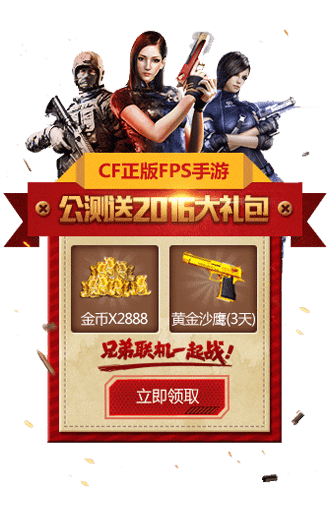 CF正版FPS手游
公测送2016大礼包
金币X2888
黄金沙鹰(3天)
兄弟联机一起战!
立即领取